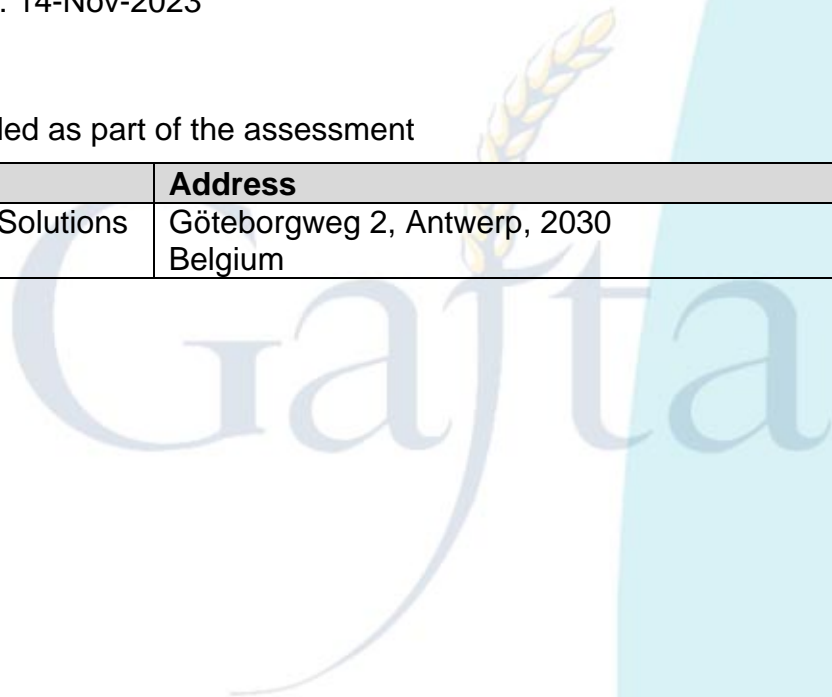 : 14-Nov-2023
led as part of the assessment
Address
Solutions Göteborgweg 2, Antwerp, 2030
Belgium
Gafta